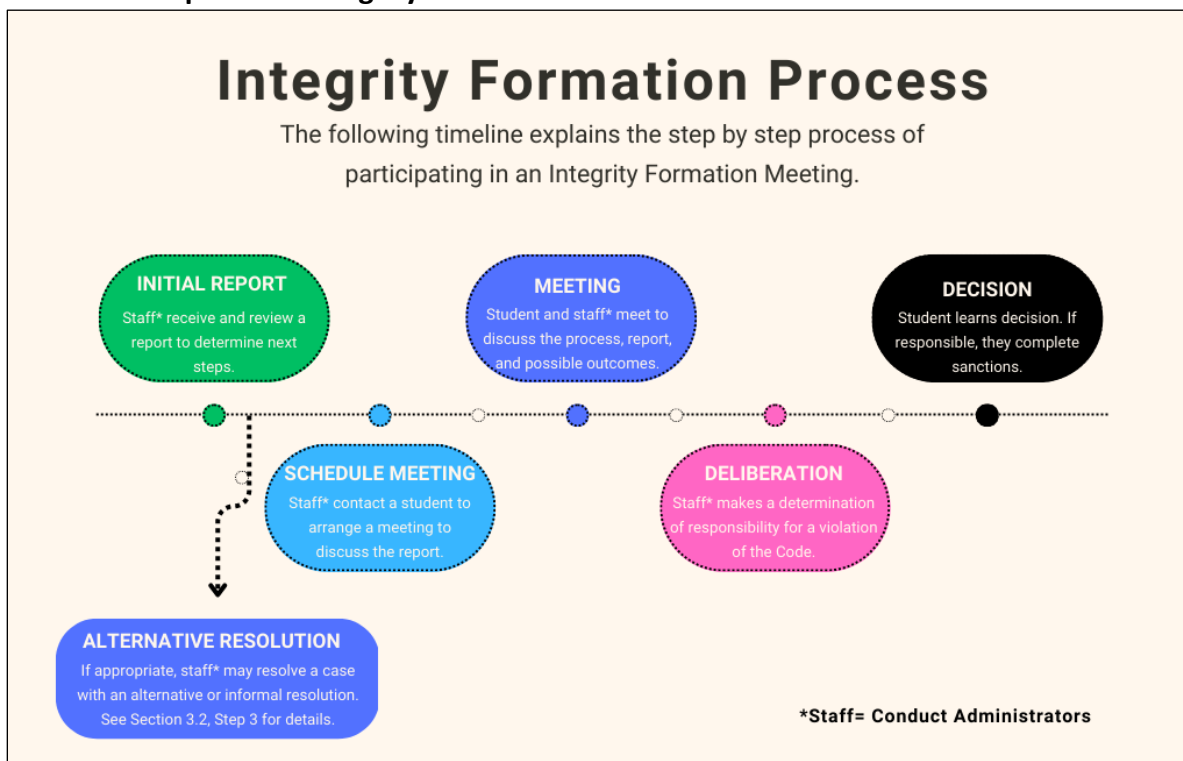 Integrity Formation Process
The following timeline explains the step by step process of
participating in an Integrity Formation Meeting.
INITIAL REPORT
Staff* receive and review a
report to determine next
steps.
MEETING
Student and staff* meet to
discuss the process, report,
and possible outcomes.
DECISION
Student learns decision. If
responsible, they complete
sanctions.
SCHEDULE MEETING
Staff* contact a student to
arrange a meeting to
discuss the report.
DELIBERATION
Staff* makes a determination
of responsibility for a violation
of the Code.
ALTERNATIVE RESOLUTION
If appropriate, staff* may resolve a case
with an alternative or informal resolution.
See Section 3.2, Step 3 for details.
*Staff= Conduct Administrators